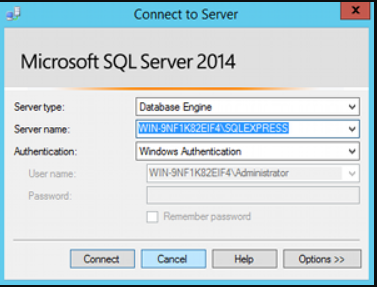 Connect to Server
x
Microsoft SQL Server 2014
Server type: Database Engine
Server name: WIN-9NF1K82EIF4\SQLEXPRESS
Authentication: Windows Authentication
User name: WIN-9NF1K82EIF4\Administrator
Password:
Remember password
Connect Cancel Help Options >>